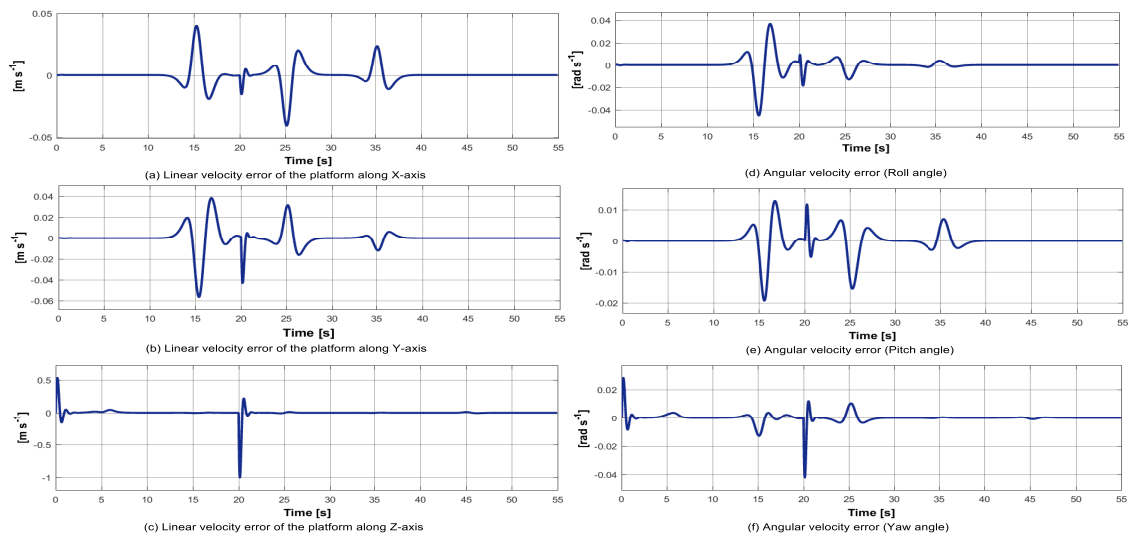 0.05
0
-0.05
[m s⁻¹]
0 5 10 15 20 25 30 35 40 45 50 55
Time [s]
(a) Linear velocity error of the platform along X-axis
0.04
0.02
0
-0.02
-0.04
-0.06
[m s⁻¹]
0 5 10 15 20 25 30 35 40 45 50 55
Time [s]
(b) Linear velocity error of the platform along Y-axis
0.5
0
-0.5
-1
[m s⁻¹]
0 5 10 15 20 25 30 35 40 45 50 55
Time [s]
(c) Linear velocity error of the platform along Z-axis
0.04
0.02
0
-0.02
-0.04
[rad s⁻¹]
0 5 10 15 20 25 30 35 40 45 50 55
Time [s]
(d) Angular velocity error (Roll angle)
0.01
0
-0.01
-0.02
[rad s⁻¹]
0 5 10 15 20 25 30 35 40 45 50 55
Time [s]
(e) Angular velocity error (Pitch angle)
0.02
0
-0.02
-0.04
[rad s⁻¹]
0 5 10 15 20 25 30 35 40 45 50 55
Time [s]
(f) Angular velocity error (Yaw angle)